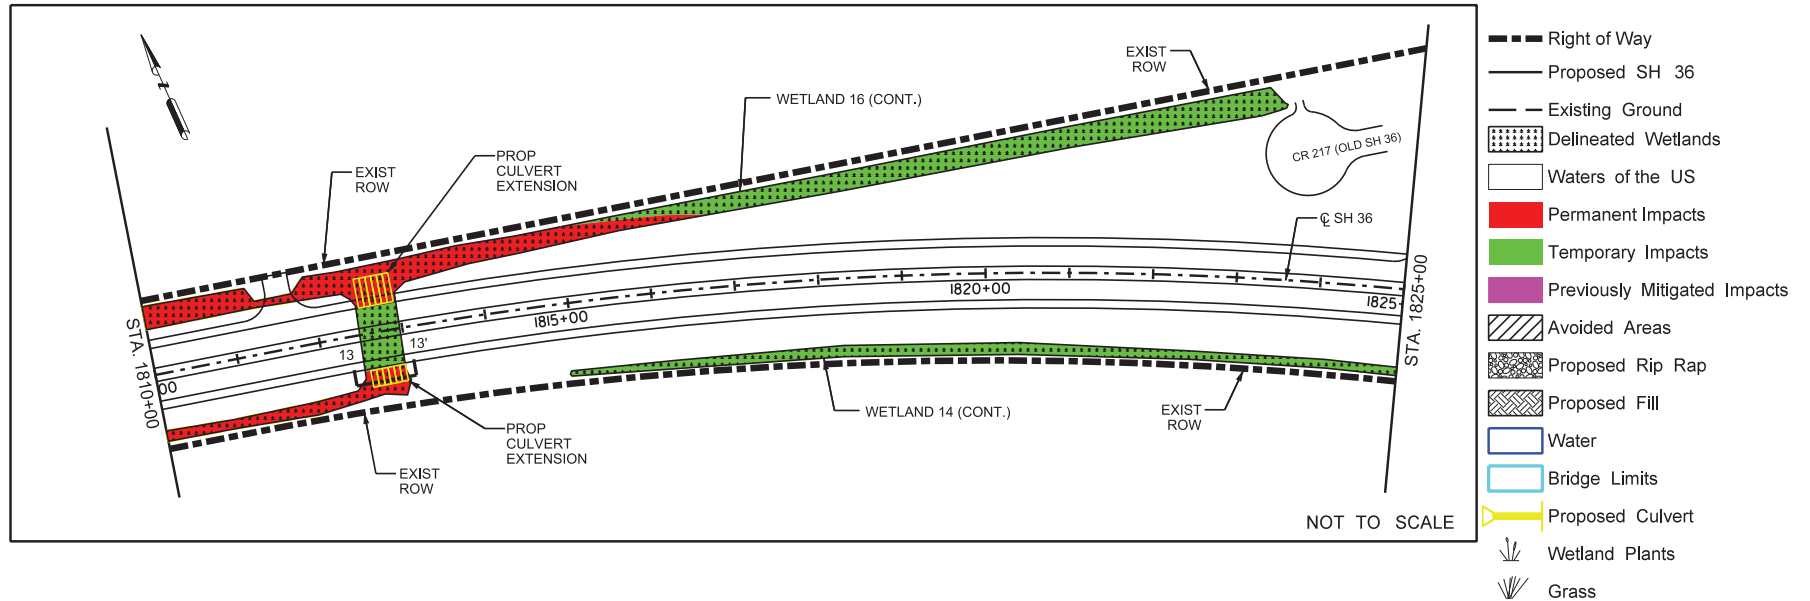 EXIST
ROW
WETLAND 16 (CONT.)
PROP
CULVERT
EXTENSION
EXIST
ROW
CR 217 (OLD SH 36)
℄ SH 36
1820+00
1825
1815+00
STA. 1825+00
STA. 1810+00
00
13
13'
WETLAND 14 (CONT.)
EXIST
ROW
PROP
CULVERT
EXTENSION
EXIST
ROW
NOT TO SCALE
Right of Way
Proposed SH 36
Existing Ground
Delineated Wetlands
Waters of the US
Permanent Impacts
Temporary Impacts
Previously Mitigated Impacts
Avoided Areas
Proposed Rip Rap
Proposed Fill
Water
Bridge Limits
Proposed Culvert
Wetland Plants
Grass